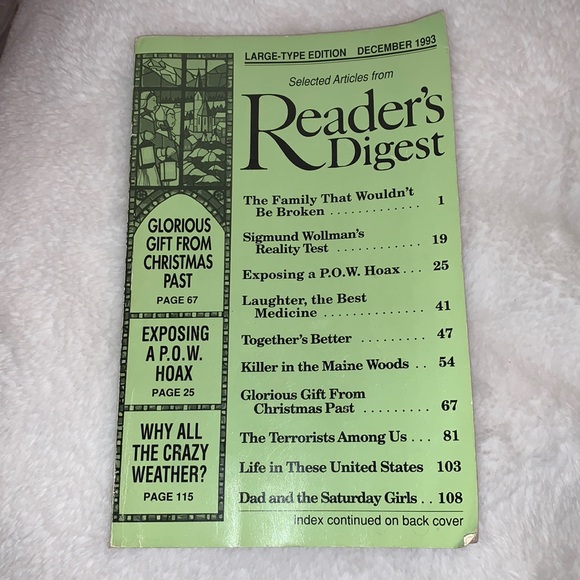 LARGE-TYPE EDITION DECEMBER 1993
Selected Articles from
Reader's
Digest
The Family That Wouldn't
Be Broken . . . . . . . . . . . . . 1
Sigmund Wollman's
Reality Test . . . . . . . . . . . . 19
Exposing a P.O.W. Hoax . . . 25
Laughter, the Best
Medicine . . . . . . . . . . . . . 41
Together's Better . . . . . . . . 47
Killer in the Maine Woods . . 54
Glorious Gift From
Christmas Past . . . . . . . . . 67
The Terrorists Among Us . . . 81
Life in These United States 103
Dad and the Saturday Girls . . 108
Index continued on back cover
GLORIOUS
GIFT FROM
CHRISTMAS
PAST
PAGE 67
EXPOSING
A P.O.W.
HOAX
PAGE 25
WHY ALL
THE CRAZY
WEATHER?
PAGE 115